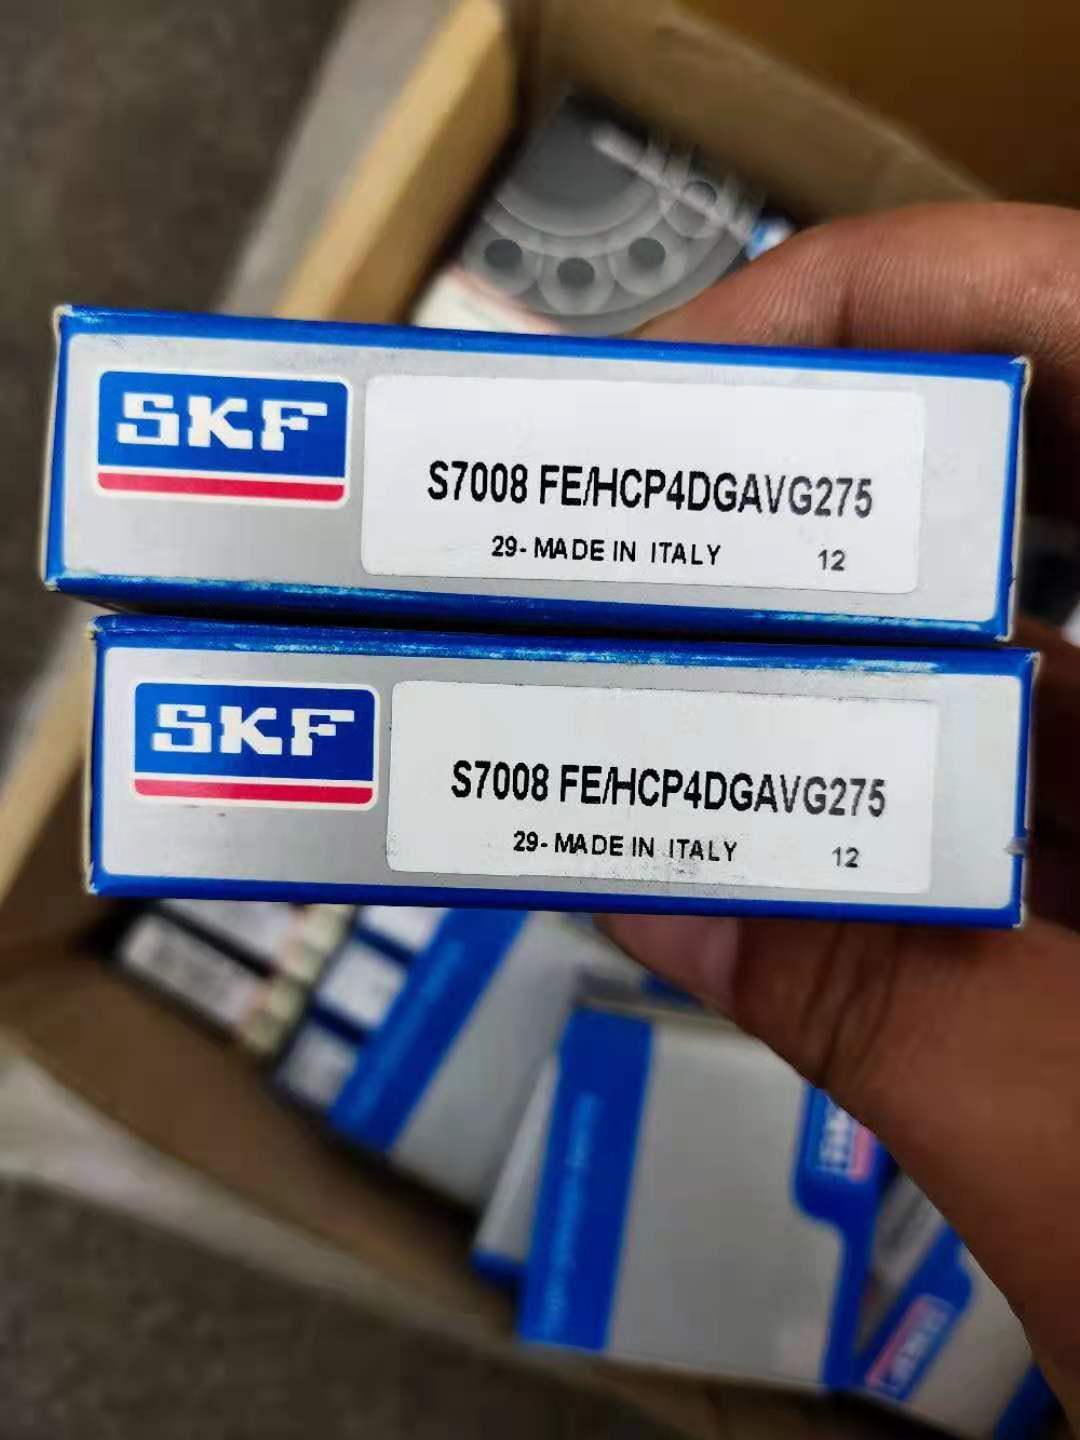 SKF
S7008 FE/HCP4DGAVG275
29- MADE IN ITALY 12
SKF
S7008 FE/HCP4DGAVG275
29- MADE IN ITALY 12